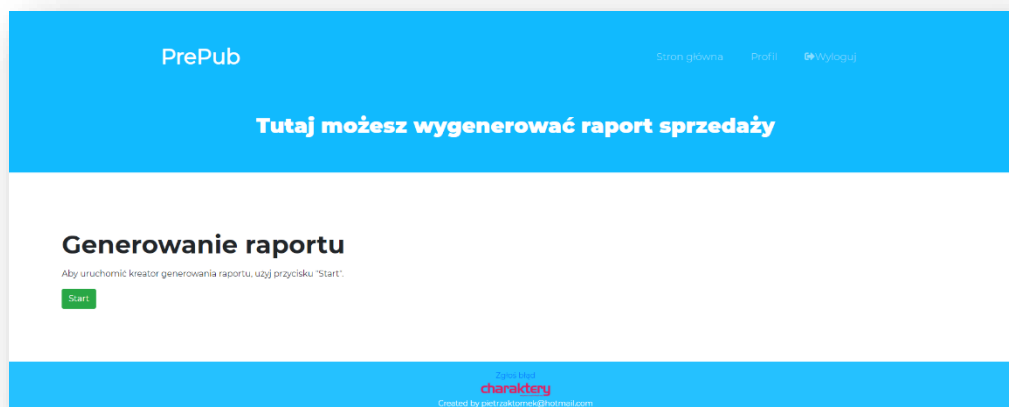 PrePub
Stron główna Profil Wyloguj
Tutaj możesz wygenerować raport sprzedaży
Generowanie raportu
Aby uruchomić kreator generowania raportu, uzyj przycisku "Start".
Start
Zgłoś błąd
charaktery
Created by pietrzaktomek@hotmail.com